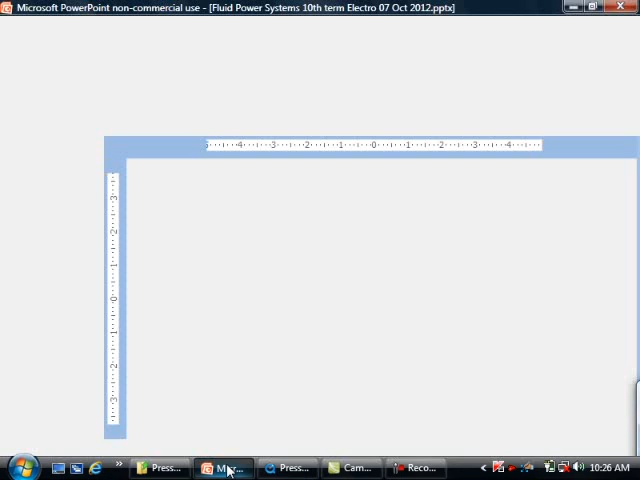 Microsoft PowerPoint non-commercial use - [Fluid Power Systems 10th term Electro 07 Oct 2012.pptx]
4 3 2 1 0 1 2 3 4
3
2
1
0
1
2
3
Press... Micr... Press... Cam... Reco... 10:26 AM